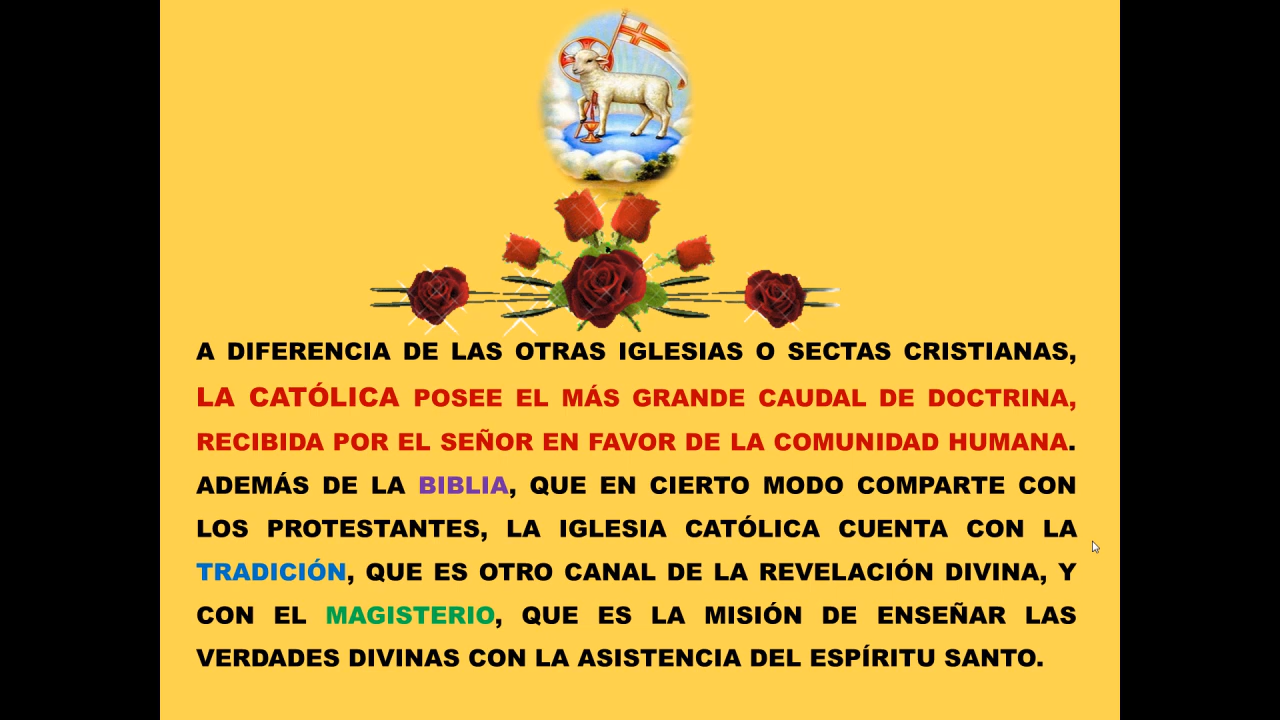 A DIFERENCIA DE LAS OTRAS IGLESIAS O SECTAS CRISTIANAS,
LA CATÓLICA POSEE EL MÁS GRANDE CAUDAL DE DOCTRINA,
RECIBIDA POR EL SEÑOR EN FAVOR DE LA COMUNIDAD HUMANA.
ADEMÁS DE LA BIBLIA, QUE EN CIERTO MODO COMPARTE CON
LOS PROTESTANTES, LA IGLESIA CATÓLICA CUENTA CON LA
TRADICIÓN, QUE ES OTRO CANAL DE LA REVELACIÓN DIVINA, Y
CON EL MAGISTERIO, QUE ES LA MISIÓN DE ENSEÑAR LAS
VERDADES DIVINAS CON LA ASISTENCIA DEL ESPÍRITU SANTO.